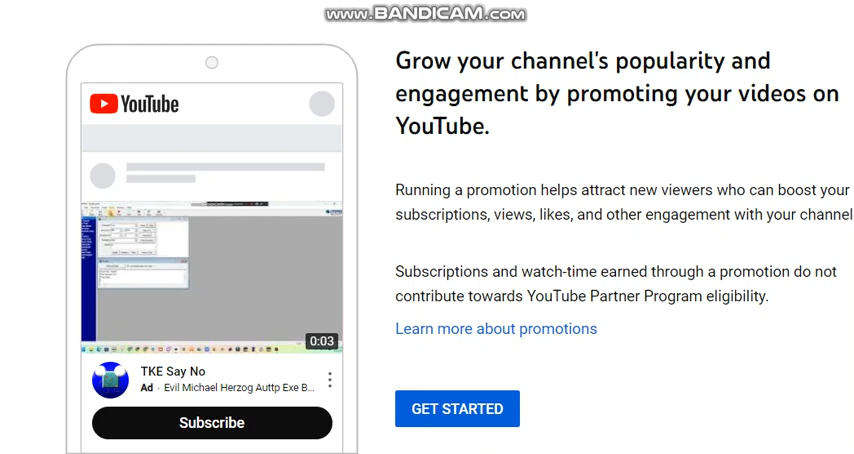 www.BANDICAM.com
Grow your channel's popularity and
engagement by promoting your videos on
YouTube.
YouTube
Running a promotion helps attract new viewers who can boost your
subscriptions, views, likes, and other engagement with your channel
Subscriptions and watch-time earned through a promotion do not
contribute towards YouTube Partner Program eligibility.
Learn more about promotions
0:03
TKE Say No
Ad · Evil Michael Herzog Auttp Exe B...
Subscribe
GET STARTED